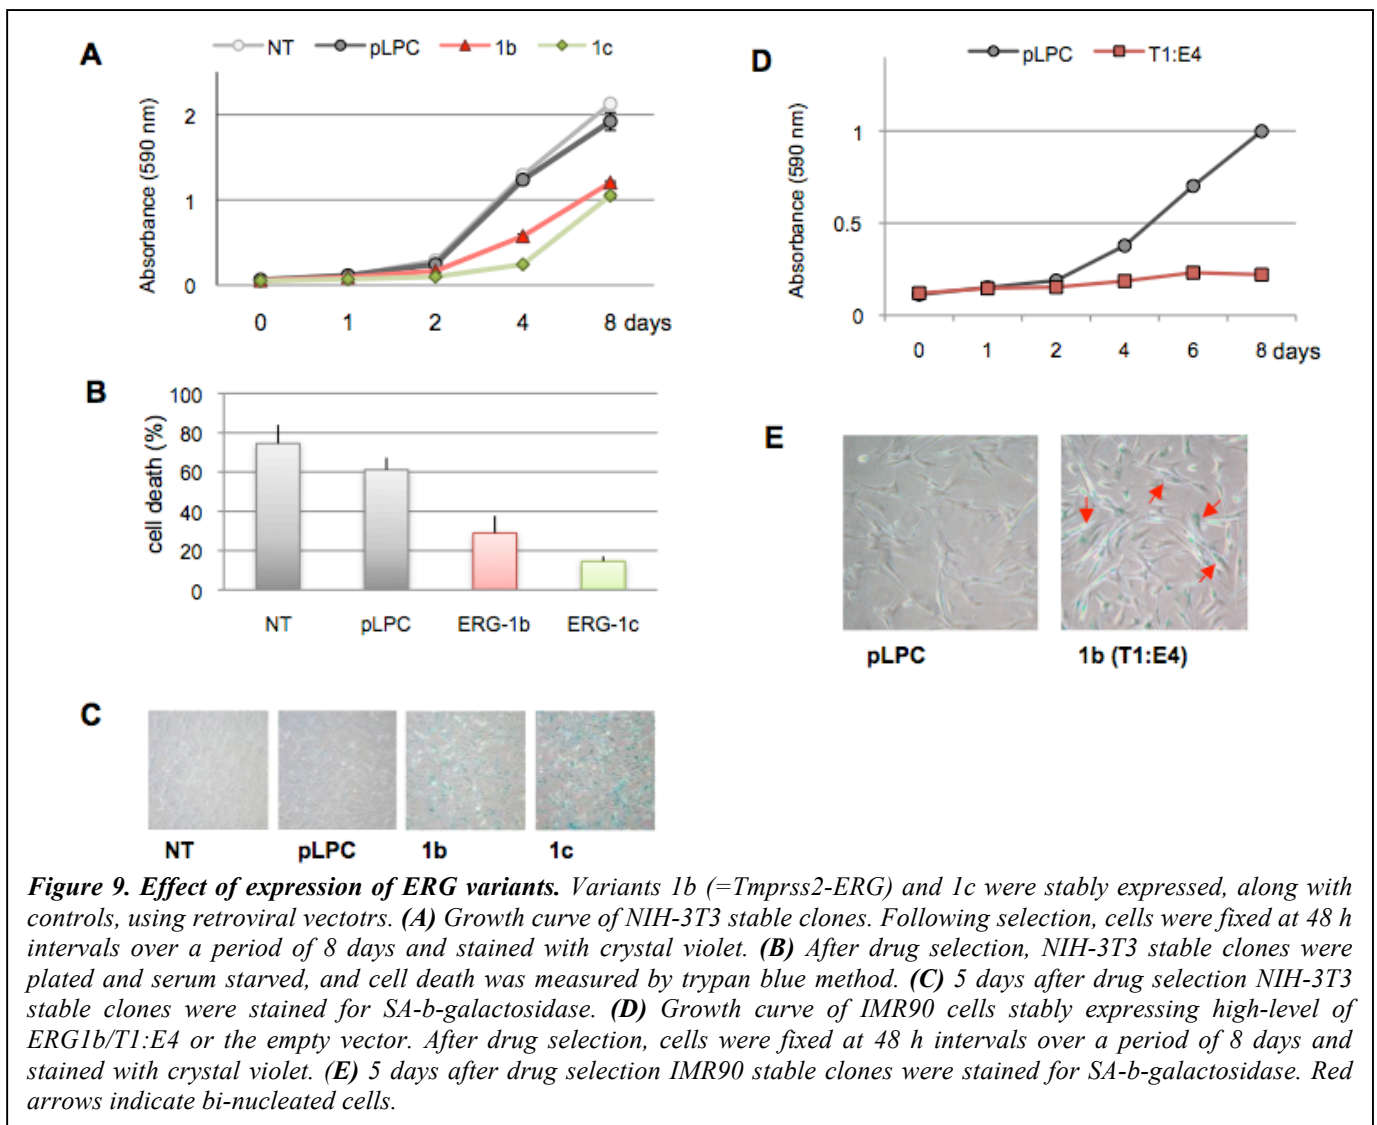 A
NT pLPC 1b 1c
Absorbance (590 nm)
2
1
0
0 1 2 4 8 days
B
cell death (%)
100
80
60
40
20
0
NT pLPC ERG-1b ERG-1c
C
NT pLPC 1b 1c
D
pLPC T1:E4
Absorbance (590 nm)
1
0.5
0
0 1 2 4 6 8 days
E
pLPC 1b (T1:E4)
Figure 9. Effect of expression of ERG variants. Variants 1b (=Tmprss2-ERG) and 1c were stably expressed, along with
controls, using retroviral vectotrs. (A) Growth curve of NIH-3T3 stable clones. Following selection, cells were fixed at 48 h
intervals over a period of 8 days and stained with crystal violet. (B) After drug selection, NIH-3T3 stable clones were
plated and serum starved, and cell death was measured by trypan blue method. (C) 5 days after drug selection NIH-3T3
stable clones were stained for SA-b-galactosidase. (D) Growth curve of IMR90 cells stably expressing high-level of
ERG1b/T1:E4 or the empty vector. After drug selection, cells were fixed at 48 h intervals over a period of 8 days and
stained with crystal violet. (E) 5 days after drug selection IMR90 stable clones were stained for SA-b-galactosidase. Red
arrows indicate bi-nucleated cells.